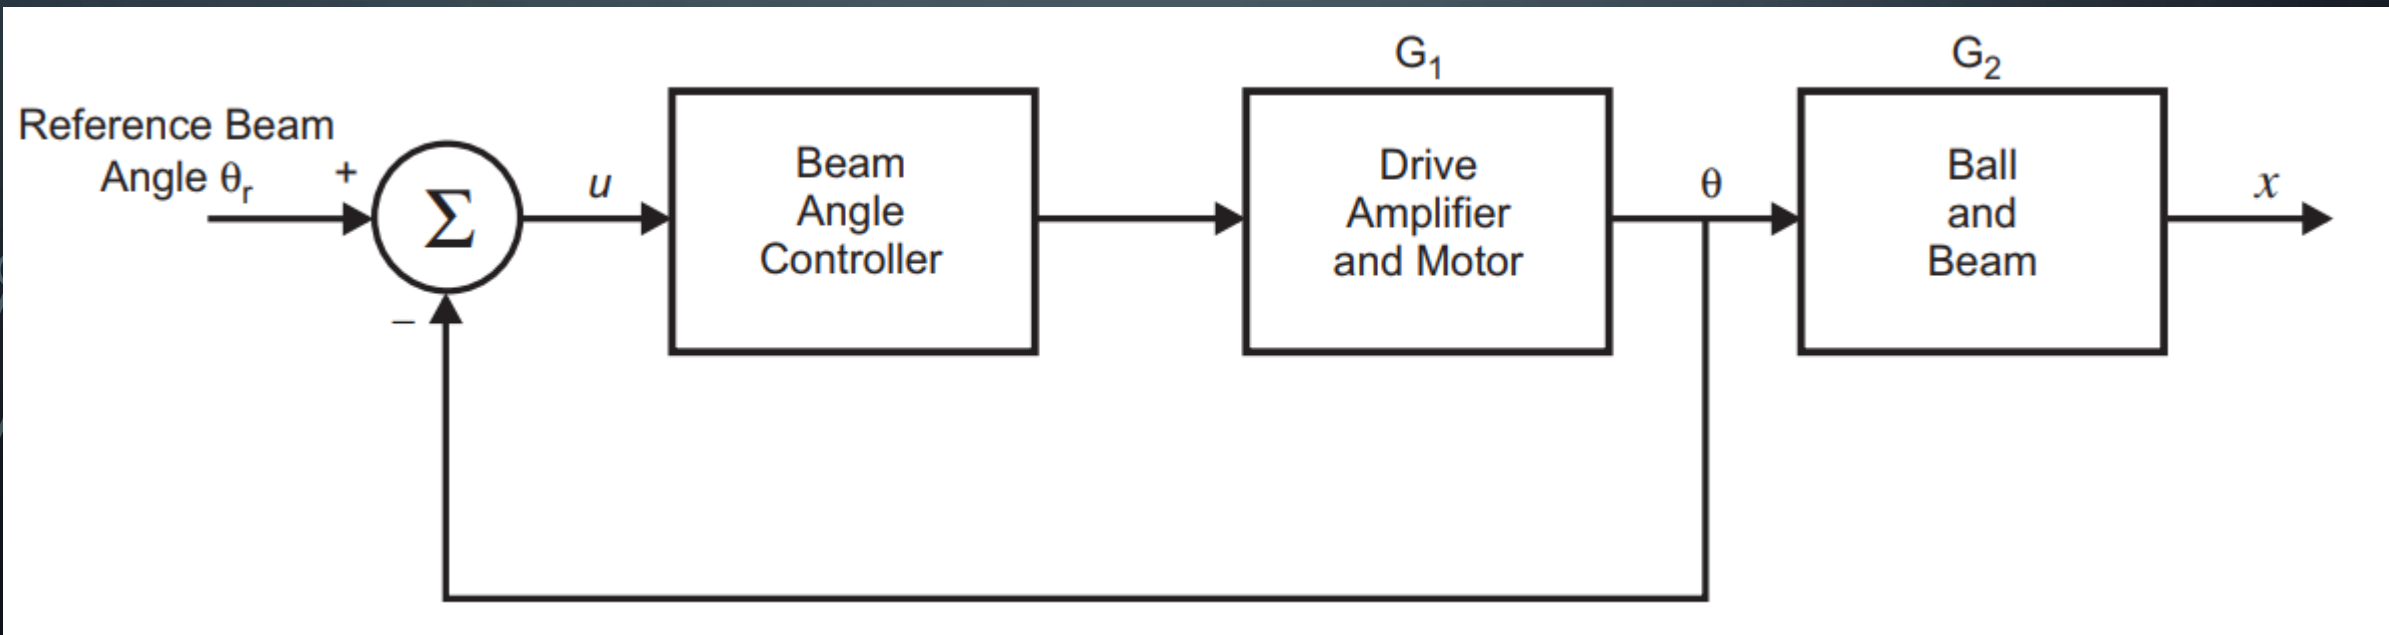 Reference Beam
Angle θr
+
Σ
−
u
Beam
Angle
Controller
G1
Drive
Amplifier
and Motor
θ
G2
Ball
and
Beam
x